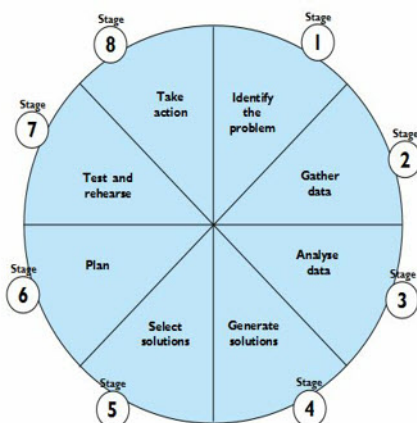 Stage
1
Identify
the
problem
Stage
2
Gather
data
Stage
3
Analyse
data
Stage
4
Generate
solutions
Stage
5
Select
solutions
Stage
6
Plan
Stage
7
Test and
rehearse
Stage
8
Take
action